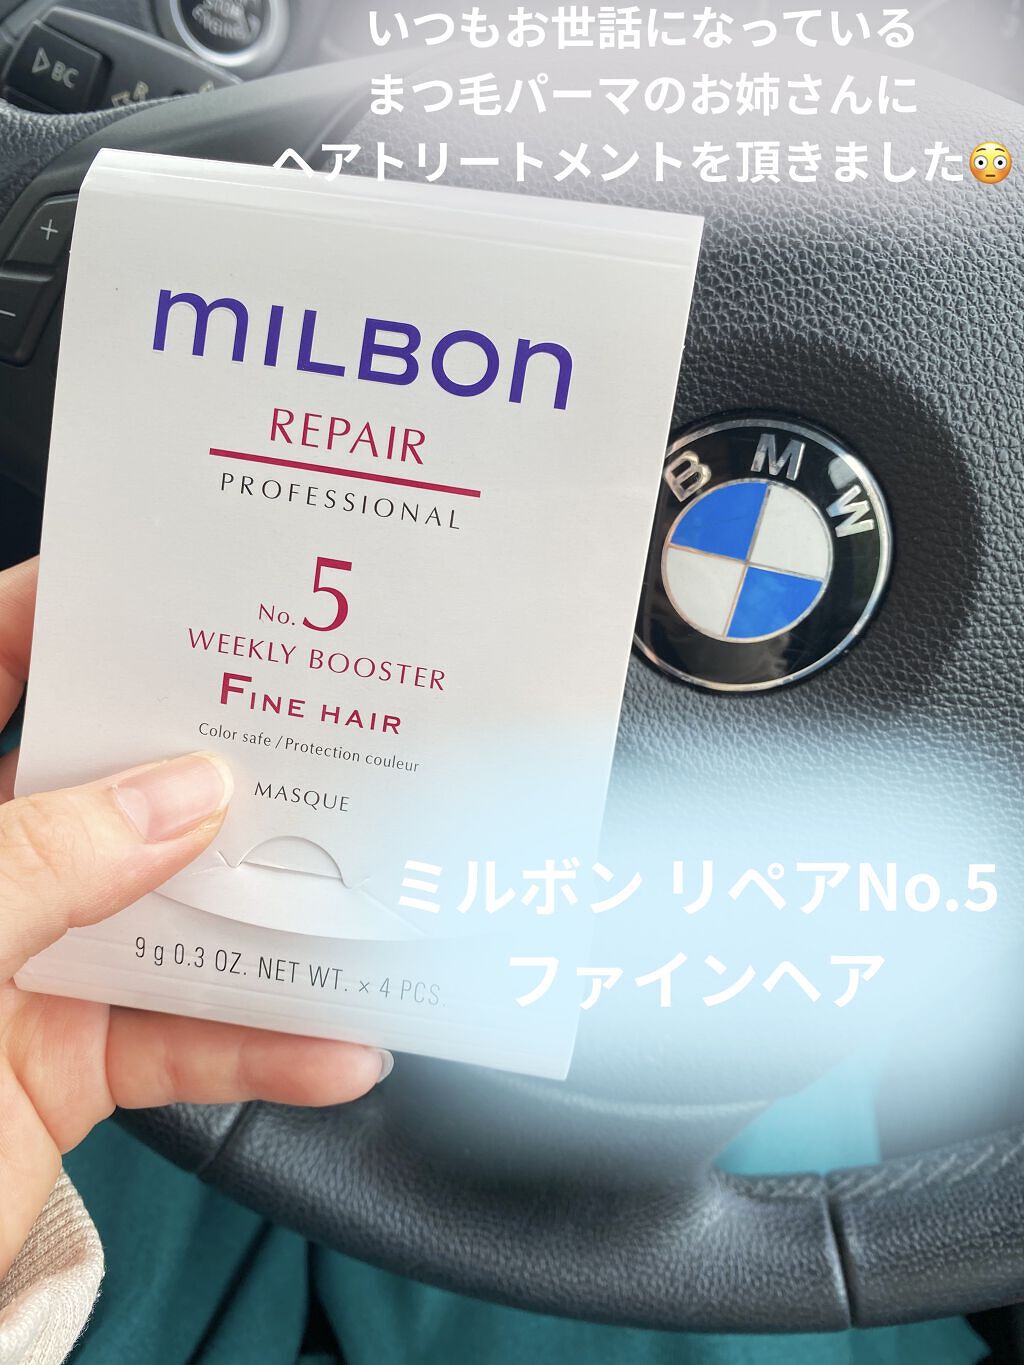 START
STOP
ENGINE
BC
R
いつもお世話になっている
まつ毛パーマのお姉さんに
ヘアトリートメントを頂きました😳
+
−
milbon
REPAIR
PROFESSIONAL
No.5
WEEKLY BOOSTER
FINE HAIR
Color safe / Protection couleur
MASQUE
9 g 0.3 OZ. NET WT. × 4 PCS.
BMW
ミルボン リペアNo.5
ファインヘア